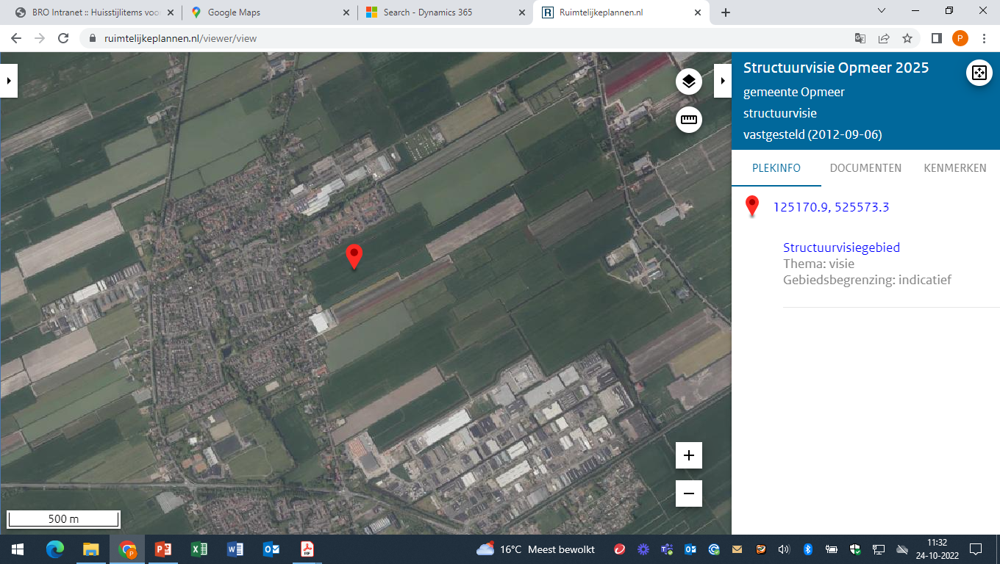 BRO Intranet :: Huisstijlitems voo
Google Maps
Search - Dynamics 365
Ruimtelijkeplannen.nl
ruimtelijkeplannen.nl/viewer/view
P
Structuurvisie Opmeer 2025
gemeente Opmeer
structuurvisie
vastgesteld (2012-09-06)
PLEKINFO DOCUMENTEN KENMERKEN
125170.9, 525573.3
Structuurvisiegebied
Thema: visie
Gebiedsbegrenzing: indicatief
500 m
16°C Meest bewolkt
11:32
24-10-2022